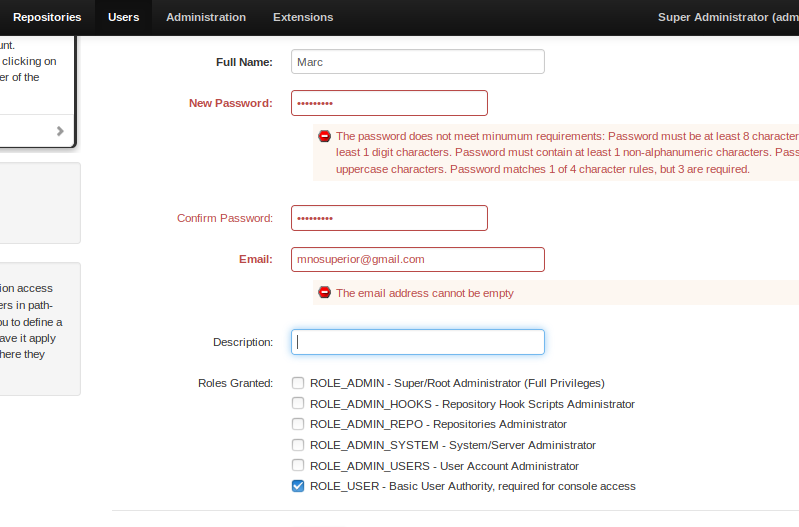 Repositories Users Administration Extensions Super Administrator (adm
unt.
clicking on
er of the
ion access
ers in path-
ou to define a
ave it apply
here they
Full Name: Marc
New Password: •••••••••
The password does not meet minumum requirements: Password must be at least 8 character
least 1 digit characters. Password must contain at least 1 non-alphanumeric characters. Pass
uppercase characters. Password matches 1 of 4 character rules, but 3 are required.
Confirm Password: •••••••••
Email: mnosuperior@gmail.com
The email address cannot be empty
Description:
Roles Granted: ROLE_ADMIN - Super/Root Administrator (Full Privileges)
ROLE_ADMIN_HOOKS - Repository Hook Scripts Administrator
ROLE_ADMIN_REPO - Repositories Administrator
ROLE_ADMIN_SYSTEM - System/Server Administrator
ROLE_ADMIN_USERS - User Account Administrator
ROLE_USER - Basic User Authority, required for console access